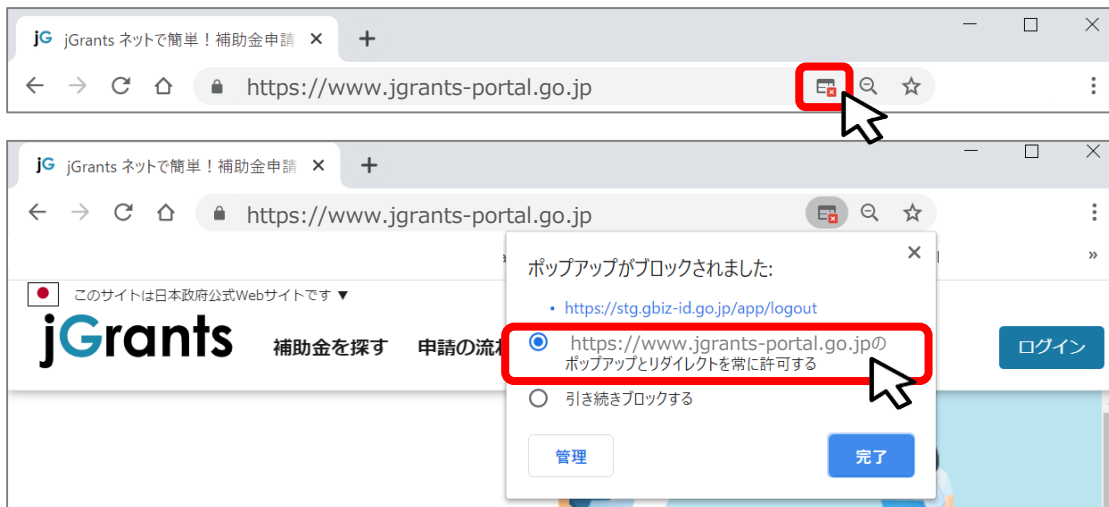 jG jGrants ネットで簡単！補助金申請
https://www.jgrants-portal.go.jp
jG jGrants ネットで簡単！補助金申請
https://www.jgrants-portal.go.jp
ポップアップがブロックされました:
• https://stg.gbiz-id.go.jp/app/logout
https://www.jgrants-portal.go.jpの
ポップアップとリダイレクトを常に許可する
引き続きブロックする
管理
完了
このサイトは日本政府公式Webサイトです ▼
jGrants
補助金を探す
申請の流れ
ログイン